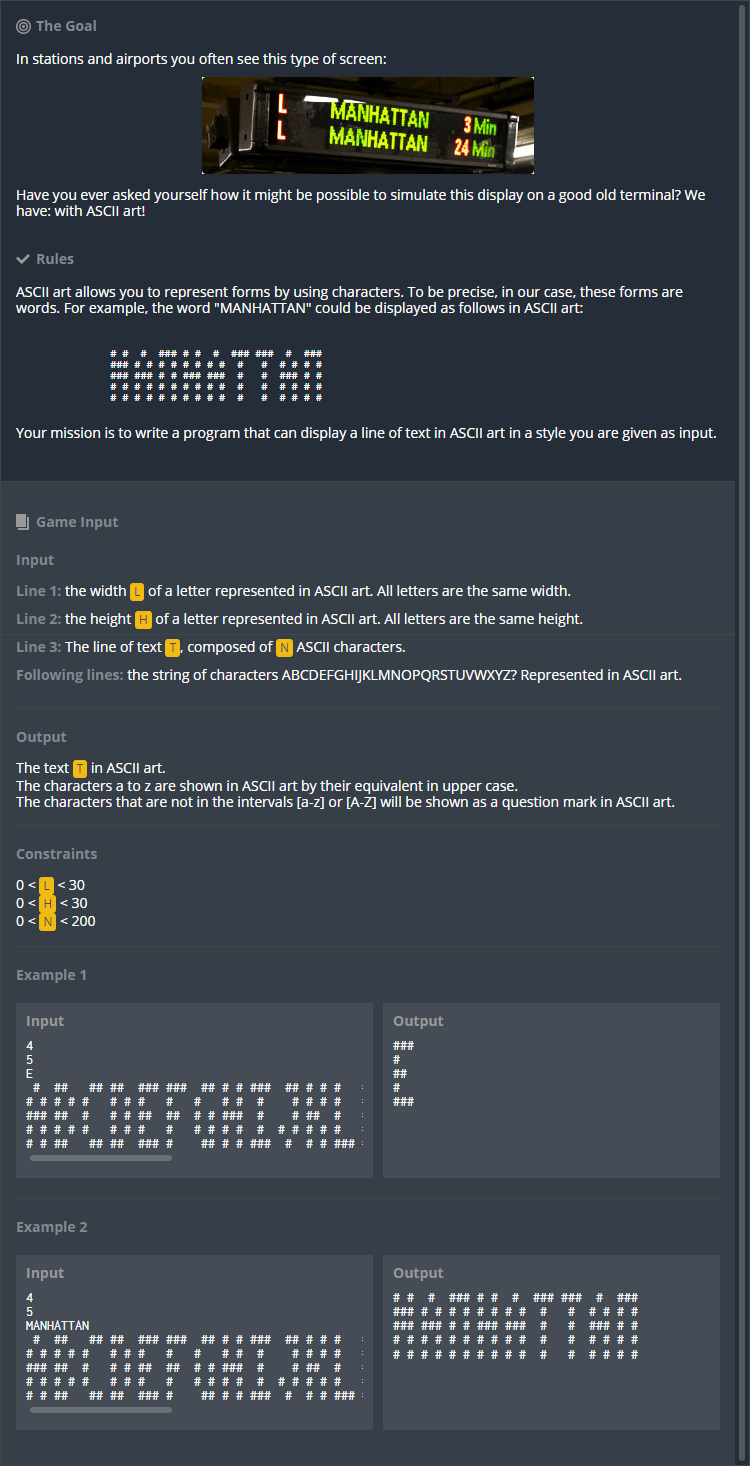 The Goal
In stations and airports you often see this type of screen:
L MANHATTAN 3 Min
L MANHATTAN 24 Min
Have you ever asked yourself how it might be possible to simulate this display on a good old terminal? We
have: with ASCII art!
Rules
ASCII art allows you to represent forms by using characters. To be precise, in our case, these forms are
words. For example, the word "MANHATTAN" could be displayed as follows in ASCII art:
# #  #  ### # #  #  ### ###  #  ###
### # # # # # # # #  #   #  # # # #
### ### # # ### ###  #   #  ### # #
# # # # # # # # # #  #   #  # # # #
# # # # # # # # # #  #   #  # # # #
Your mission is to write a program that can display a line of text in ASCII art in a style you are given as input.
Game Input
Input
Line 1: the width L of a letter represented in ASCII art. All letters are the same width.
Line 2: the height H of a letter represented in ASCII art. All letters are the same height.
Line 3: The line of text T, composed of N ASCII characters.
Following lines: the string of characters ABCDEFGHIJKLMNOPQRSTUVWXYZ? Represented in ASCII art.
Output
The text T in ASCII art.
The characters a to z are shown in ASCII art by their equivalent in upper case.
The characters that are not in the intervals [a-z] or [A-Z] will be shown as a question mark in ASCII art.
Constraints
0 < L < 30
0 < H < 30
0 < N < 200
Example 1
Input
4
5
E
 #  ##   ## ##  ### ###  ## # # ###  ## # # #
# # # # #   # # #   #   #   # #  #    # # # #
### ##  #   # # ##  ##  # # ###  #    # ##  #
# # # # #   # # #   #   # # # #  #  # # # # #
# # ##   ## ##  ### #    ## # # ###  #  # # ###
Output
###
#
##
#
###
Example 2
Input
4
5
MANHATTAN
 #  ##   ## ##  ### ###  ## # # ###  ## # # #
# # # # #   # # #   #   #   # #  #    # # # #
### ##  #   # # ##  ##  # # ###  #    # ##  #
# # # # #   # # #   #   # # # #  #  # # # # #
# # ##   ## ##  ### #    ## # # ###  #  # # ###
Output
# #  #  ### # #  #  ### ###  #  ###
### # # # # # # # #  #   #  # # # #
### ### # # ### ###  #   #  ### # #
# # # # # # # # # #  #   #  # # # #
# # # # # # # # # #  #   #  # # # #